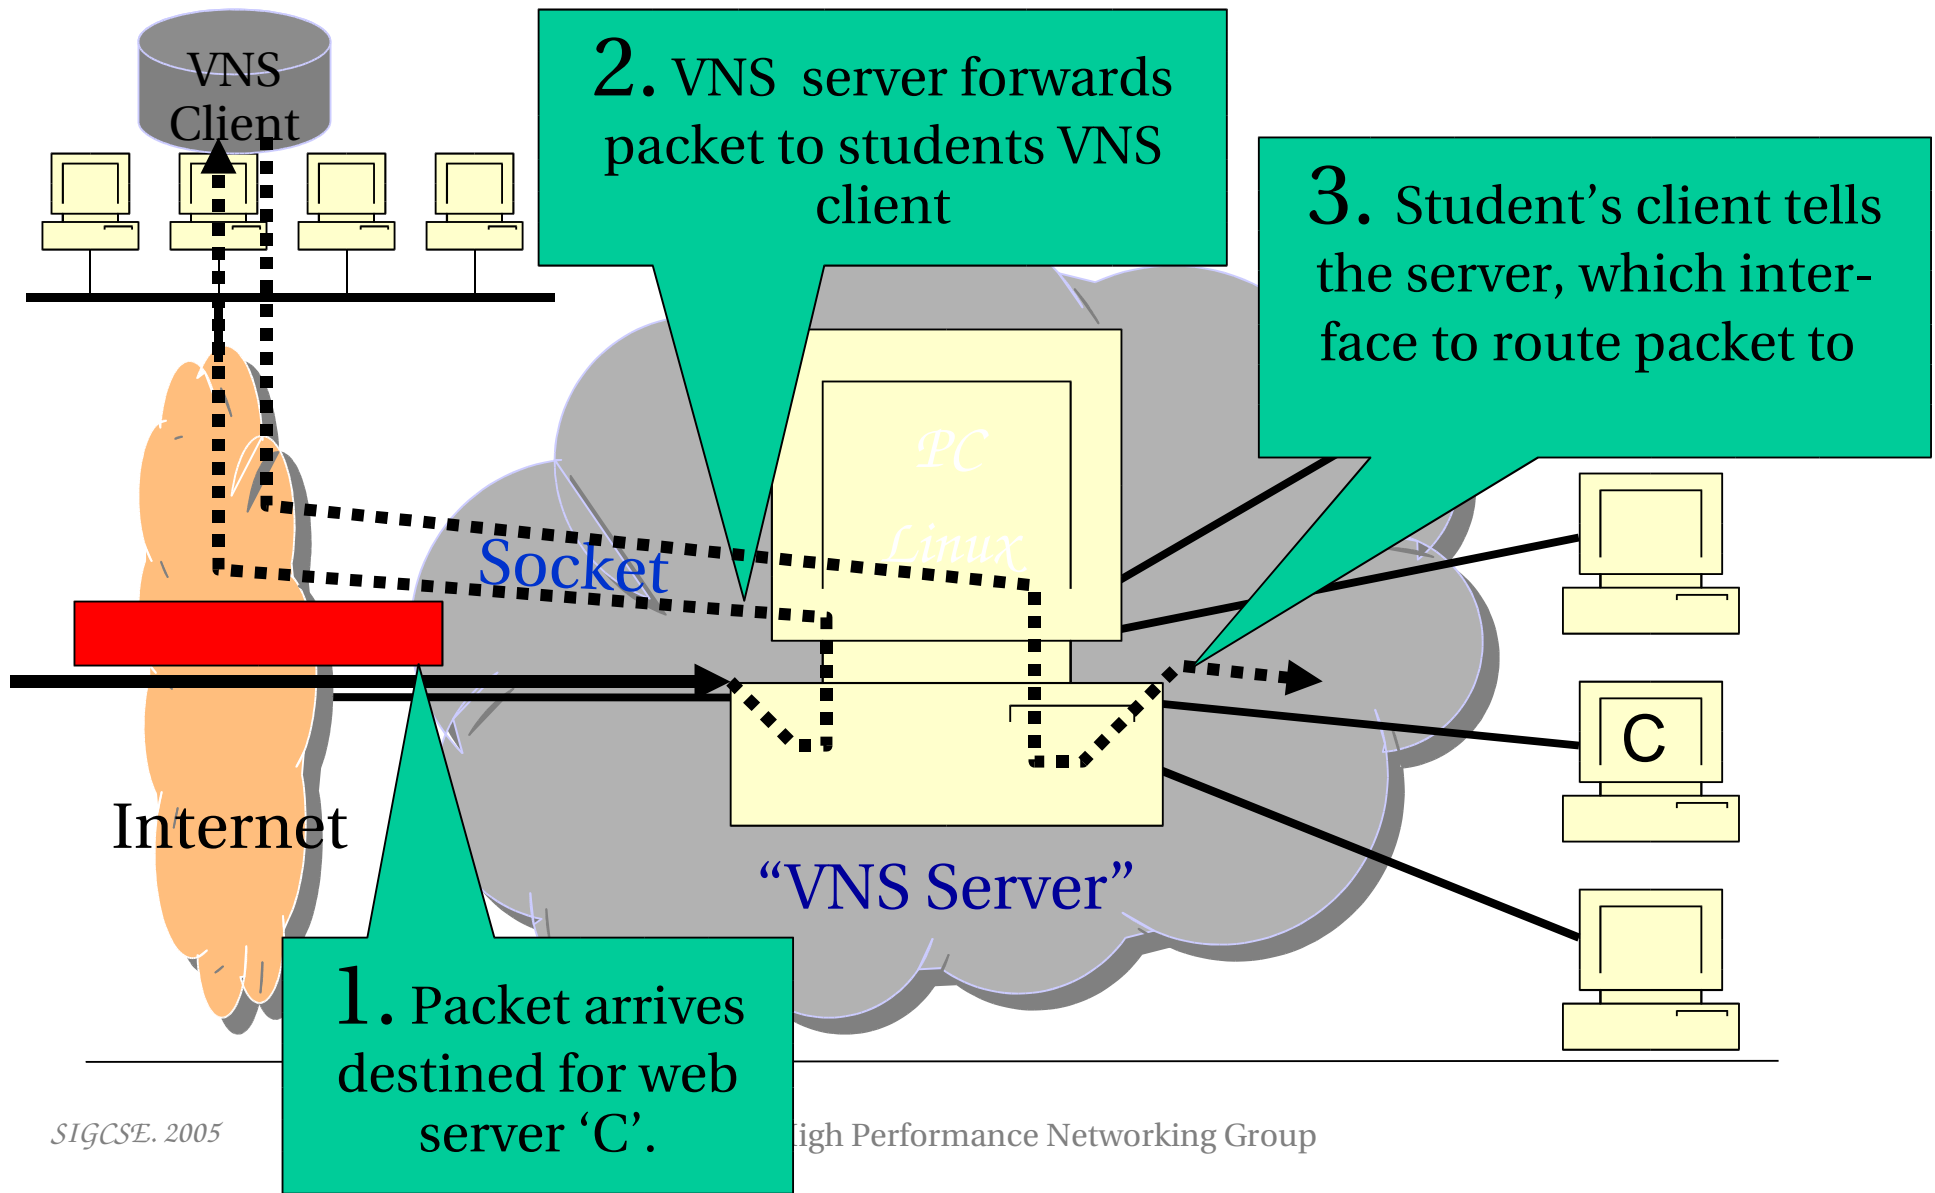 VNS
Client
2. VNS server forwards
packet to students VNS
client
3. Student’s client tells
the server, which inter-
face to route packet to
PC
Linux
Socket
C
Internet
“VNS Server”
1. Packet arrives
destined for web
server ‘C’.
SIGCSE. 2005
Performance Networking Group